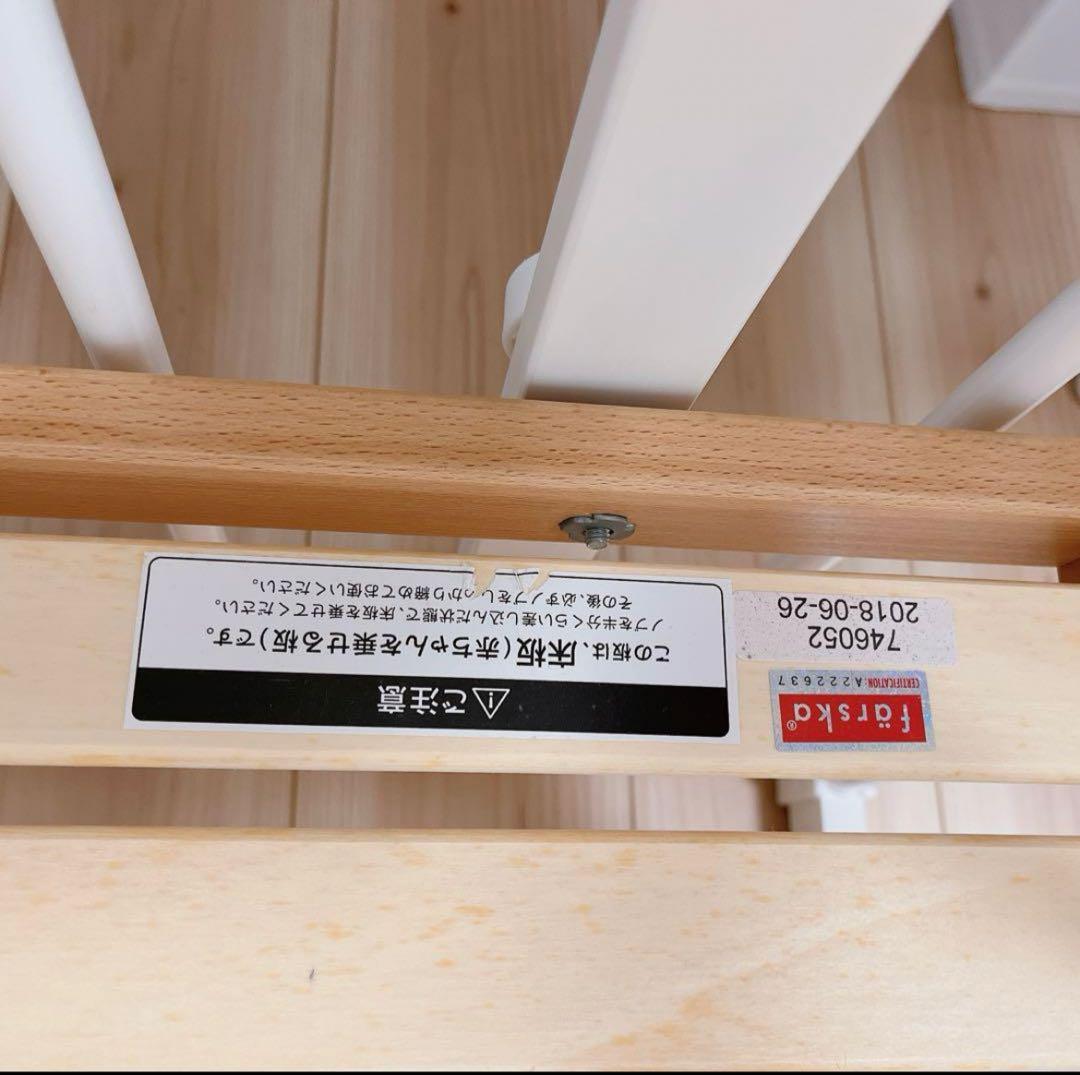 ご注意
この板は、床板(赤ちゃんを乗せる板)です。
ノブを半分くらい差し込んだ状態で、床板を乗せてください。
その後、必ずノブをしっかり締めてお使いください。
färska®
CERTIFICATION: A222637
746052
2018-06-26